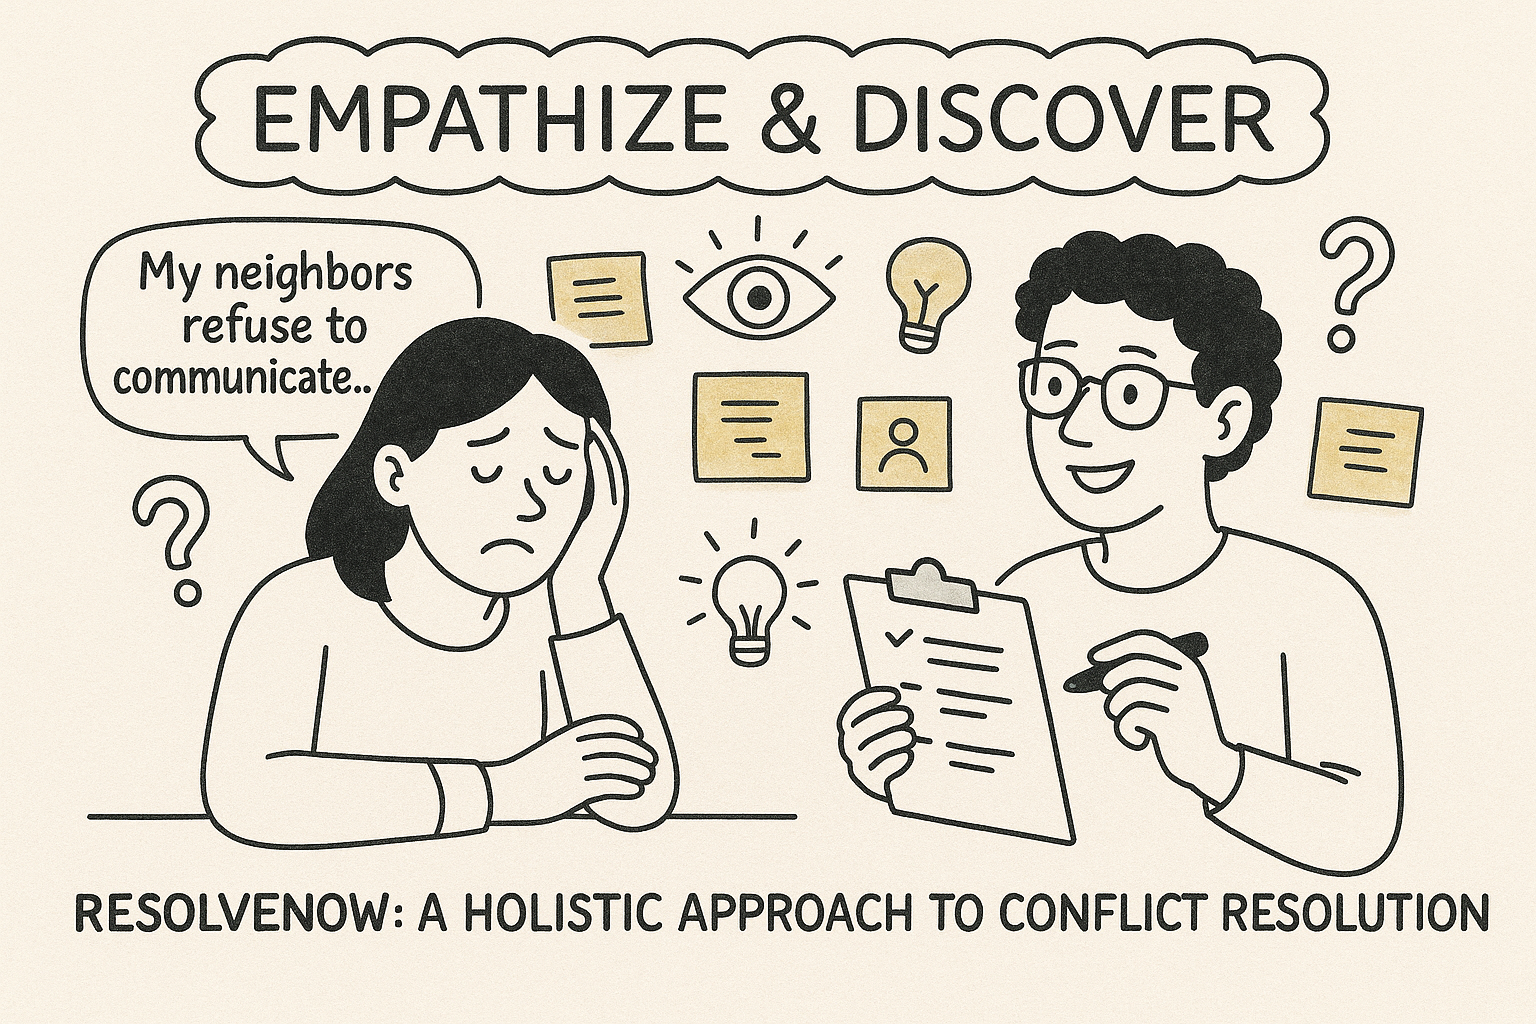 EMPATHIZE & DISCOVER
My neighbors
refuse to
communicate..
RESOLVENOW: A HOLISTIC APPROACH TO CONFLICT RESOLUTION